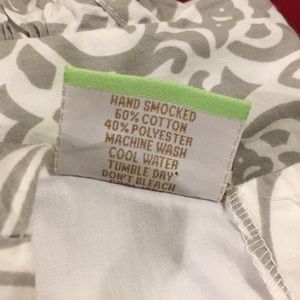 HAND SMOCKED
60% COTTON
40% POLYESTER
MACHINE WASH
COOL WATER
TUMBLE DRY
DON'T BLEACH